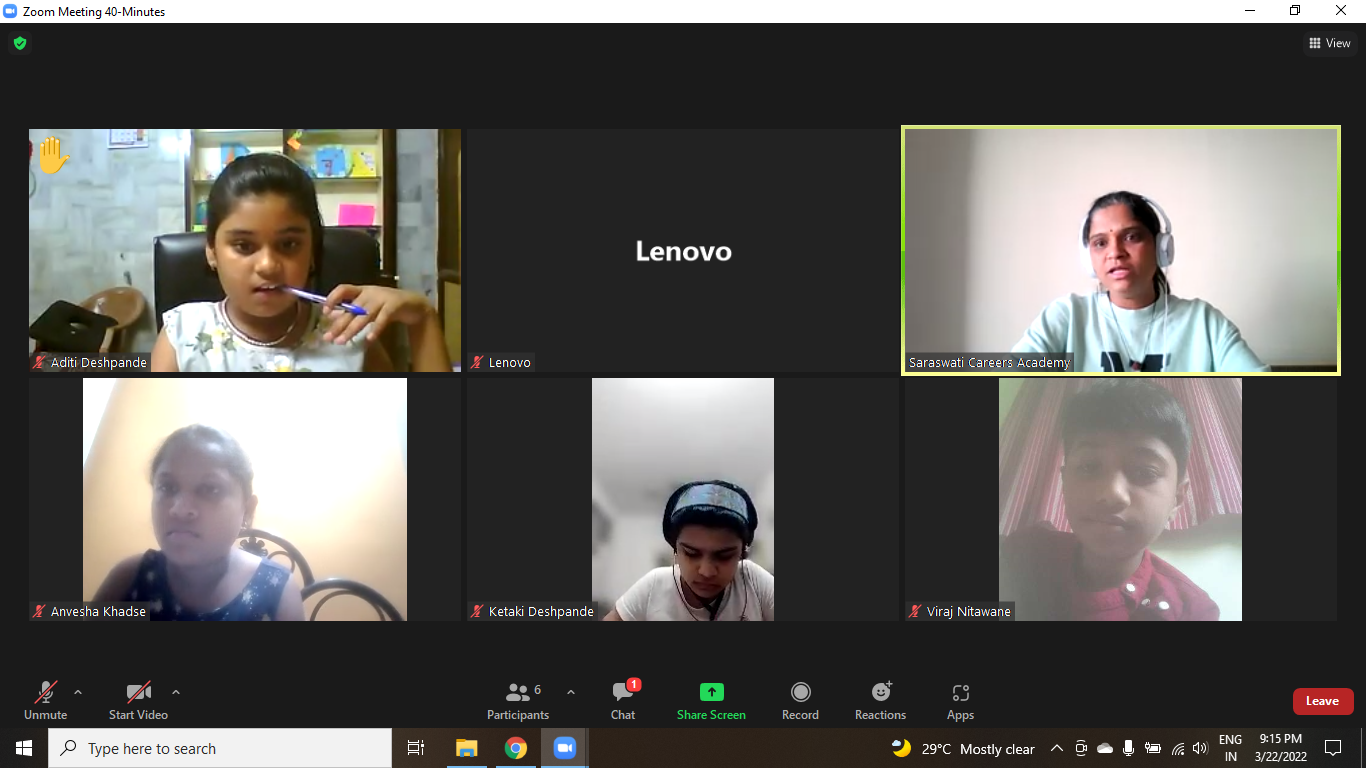 Zoom Meeting 40-Minutes
View
Aditi Deshpande
Lenovo
Lenovo
Saraswati Careers Academy
Anvesha Khadse
Ketaki Deshpande
Viraj Nitawane
Unmute
Start Video
6
Participants
1
Chat
Share Screen
Record
Reactions
Apps
Leave
Type here to search
29°C Mostly clear
ENG
IN
9:15 PM
3/22/2022